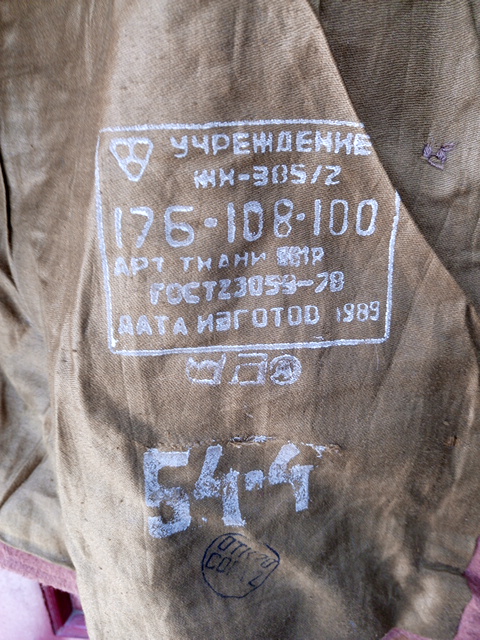 УЧРЕЖДЕНИЕ
ЖХ-385/2
176-108-100
АРТ ТКАНИ
ГОСТ23059-78
ДАТА ИЗГОТОВ 1989
54-4